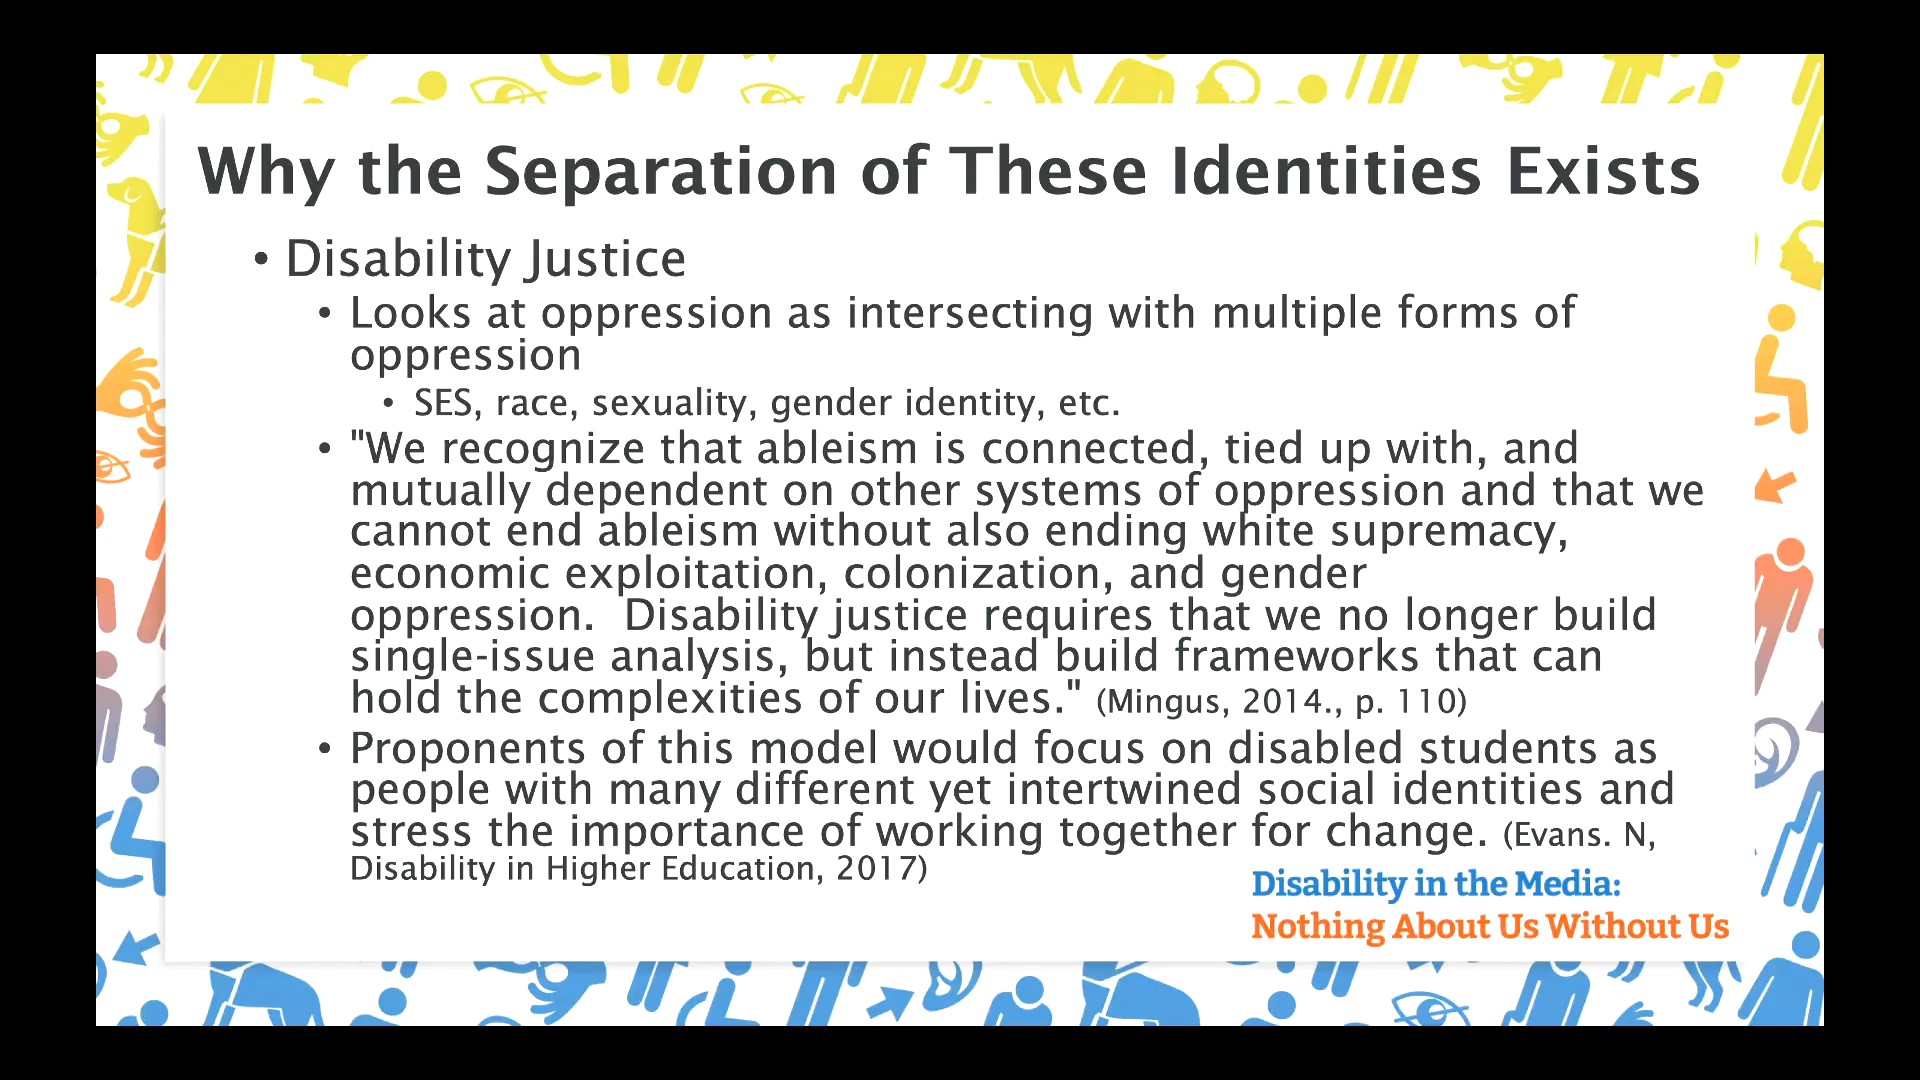 Why the Separation of These Identities Exists
• Disability Justice
• Looks at oppression as intersecting with multiple forms of
oppression
• SES, race, sexuality, gender identity, etc.
• "We recognize that ableism is connected, tied up with, and
mutually dependent on other systems of oppression and that we
cannot end ableism without also ending white supremacy,
economic exploitation, colonization, and gender
oppression.  Disability justice requires that we no longer build
single-issue analysis, but instead build frameworks that can
hold the complexities of our lives." (Mingus, 2014., p. 110)
• Proponents of this model would focus on disabled students as
people with many different yet intertwined social identities and
stress the importance of working together for change. (Evans. N,
Disability in Higher Education, 2017)
Disability in the Media:
Nothing About Us Without Us